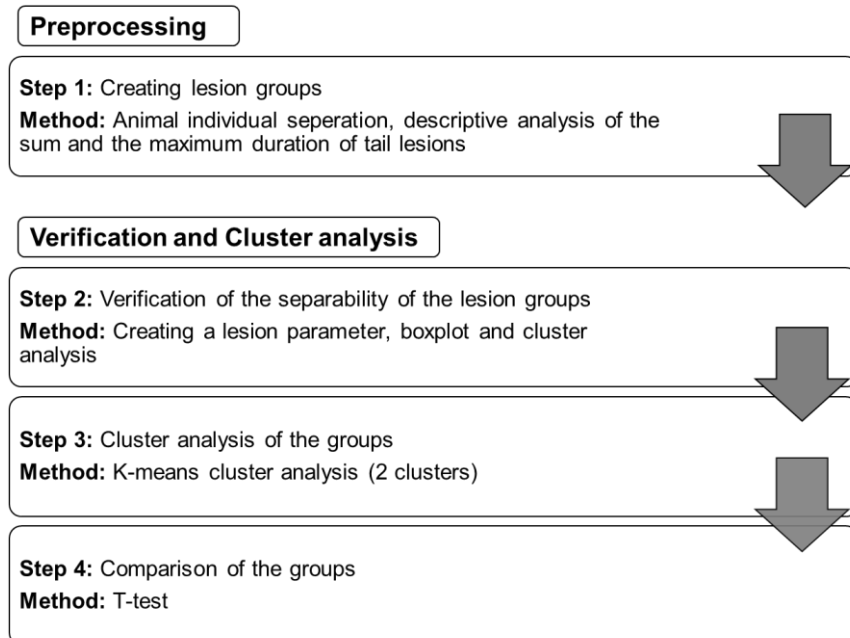 Preprocessing
Step 1: Creating lesion groups
Method: Animal individual seperation, descriptive analysis of the
sum and the maximum duration of tail lesions
Verification and Cluster analysis
Step 2: Verification of the separability of the lesion groups
Method: Creating a lesion parameter, boxplot and cluster
analysis
Step 3: Cluster analysis of the groups
Method: K-means cluster analysis (2 clusters)
Step 4: Comparison of the groups
Method: T-test